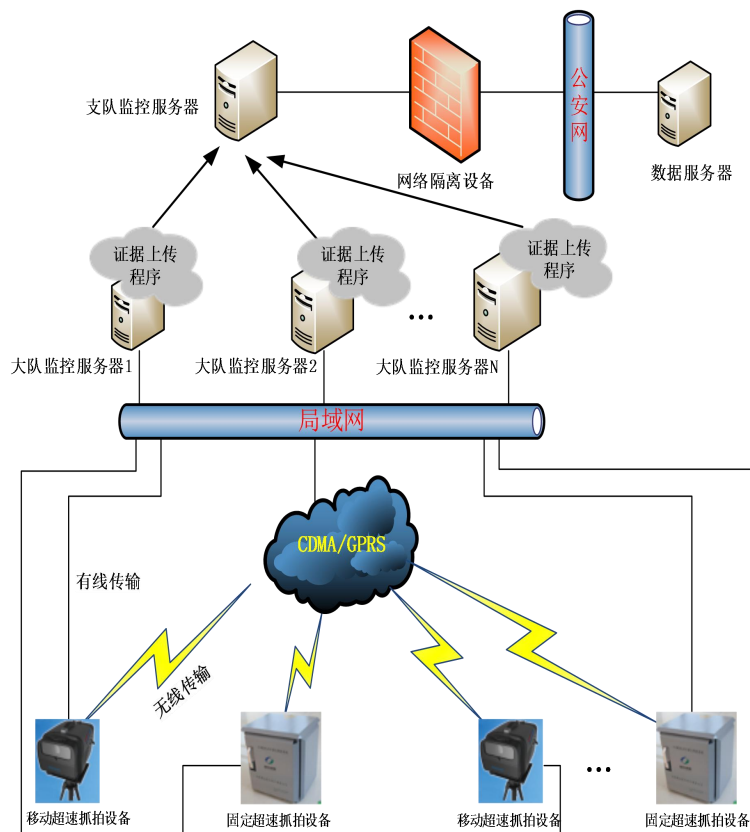 支队监控服务器
网络隔离设备
公安网
数据服务器
证据上传
程序
证据上传
程序
证据上传
程序
...
大队监控服务器1
大队监控服务器2
大队监控服务器N
局域网
CDMA/GPRS
有线传输
无线传输
...
移动超速抓拍设备
固定超速抓拍设备
移动超速抓拍设备
固定超速抓拍设备